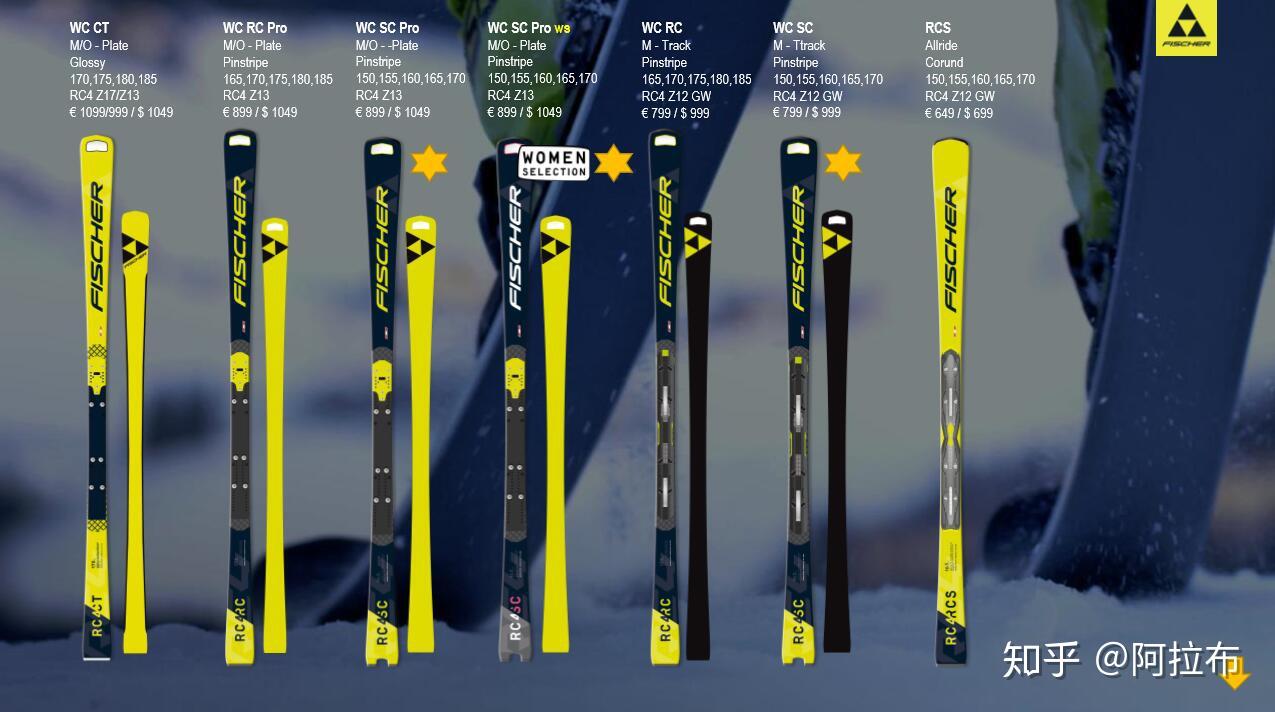 WC CT
M/O - Plate
Glossy
170,175,180,185
RC4 Z17/Z13
€ 1099/999 / $ 1049
WC RC Pro
M/O - Plate
Pinstripe
165,170,175,180,185
RC4 Z13
€ 899 / $ 1049
WC SC Pro
M/O - -Plate
Pinstripe
150,155,160,165,170
RC4 Z13
€ 899 / $ 1049
WC SC Pro ws
M/O - Plate
Pinstripe
150,155,160,165,170
RC4 Z13
€ 899 / $ 1049
WC RC
M - Ttrack
Pinstripe
165,170,175,180,185
RC4 Z12 GW
€ 799 / $ 999
WC SC
M - Ttrack
Pinstripe
150,155,160,165,170
RC4 Z12 GW
€ 799 / $ 999
RCS
Allride
Corund
150,155,160,165,170
RC4 Z12 GW
€ 649 / $ 699
FISCHER
WOMEN
SELECTION
FISCHER
FISCHER
FISCHER
FISCHER
FISCHER
FISCHER
FISCHER
FISCHER
RC4CT
RC4RC
RC4SC
RC4SC
RC4RC
RC4SC
RC4RCS
知乎 @阿拉布